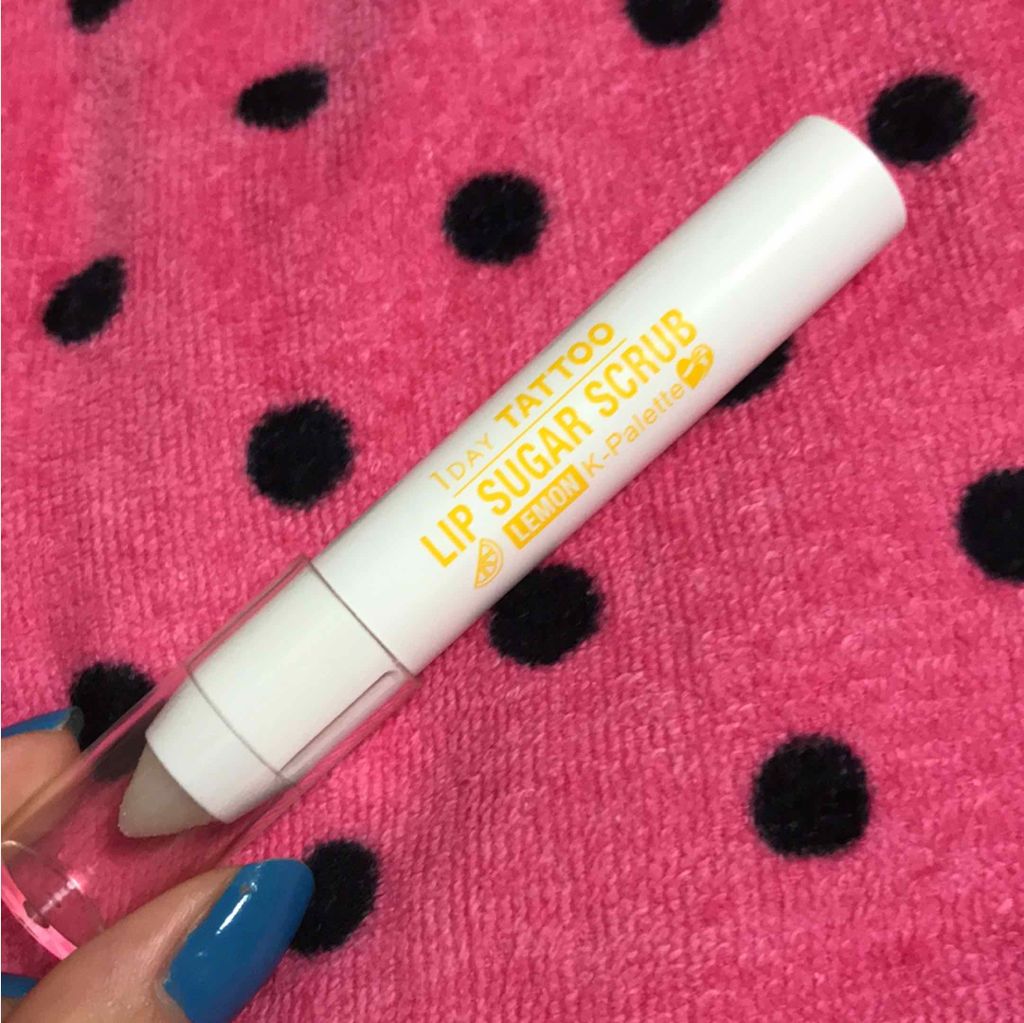 1DAY TATTOO
LIP SUGAR SCRUB
LEMON K-Palette